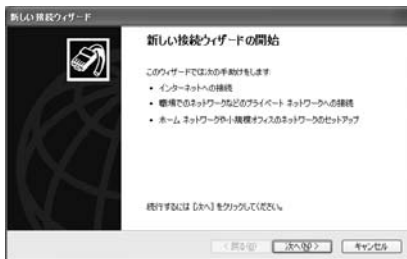 新しい接続ウィザード
新しい接続ウィザードの開始
このウィザードでは次の手助けをします:
• インターネットへの接続
• 職場でのネットワークなどのプライベート ネットワークへの接続
• ホーム ネットワークや小規模オフィスのネットワークのセットアップ
続行するには [次へ] をクリックしてください。
< 戻る(B)
次へ(N) >
キャンセル